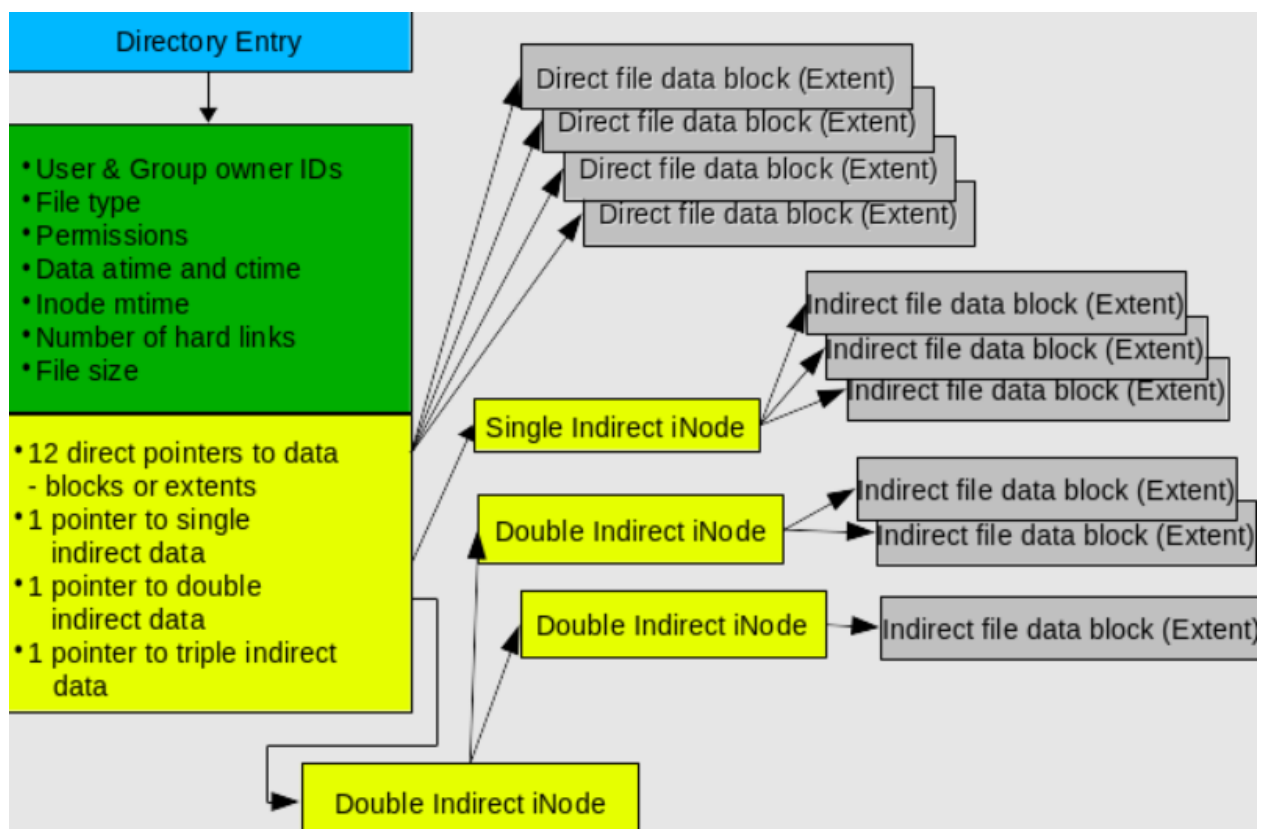 Directory Entry
• User & Group owner IDs
• File type
• Permissions
• Data atime and ctime
• Inode mtime
• Number of hard links
• File size
• 12 direct pointers to data
- blocks or extents
• 1 pointer to single
indirect data
• 1 pointer to double
indirect data
• 1 pointer to triple indirect
data
Direct file data block (Extent)
Direct file data block (Extent)
Direct file data block (Extent)
Direct file data block (Extent)
Indirect file data block (Extent)
Indirect file data block (Extent)
Indirect file data block (Extent)
Single Indirect iNode
Indirect file data block (Extent)
Indirect file data block (Extent)
Double Indirect iNode
Double Indirect iNode
Indirect file data block (Extent)
Double Indirect iNode